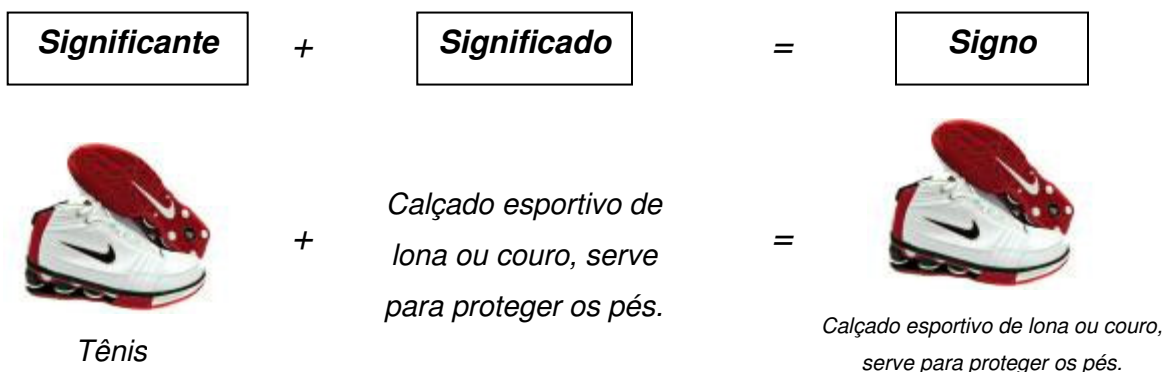 Significante + Significado = Signo
+ Calçado esportivo de =
lona ou couro, serve
para proteger os pés.
Tênis
Calçado esportivo de lona ou couro,
serve para proteger os pés.